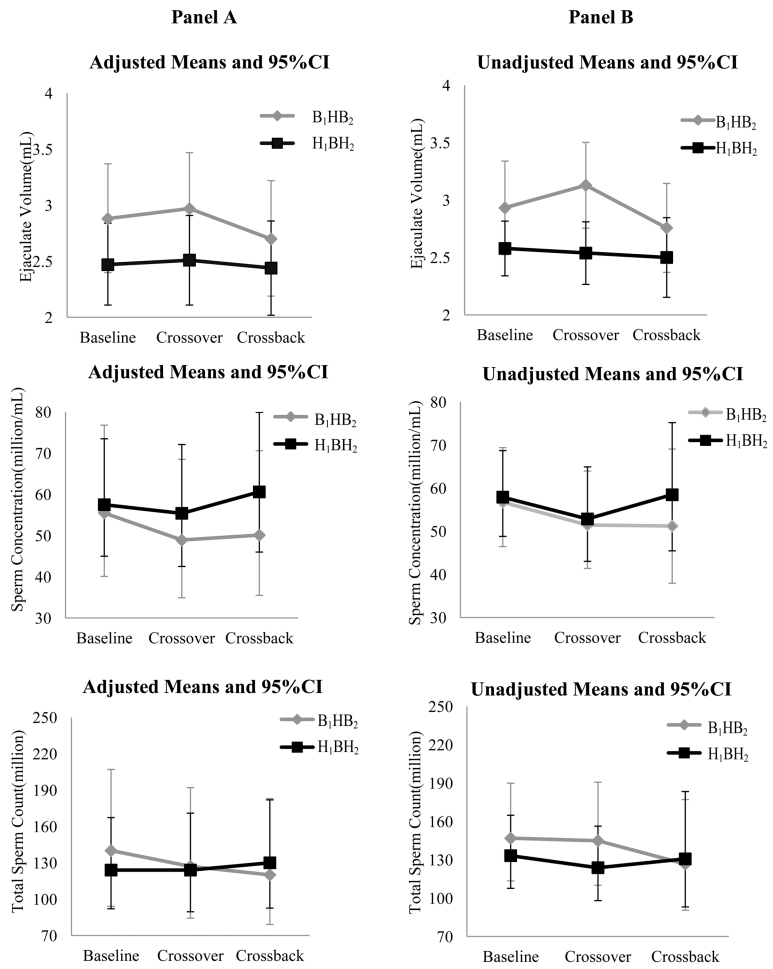 Panel A
Adjusted Means and 95%CI
Ejaculate Volume(mL)
4
3.5
3
2.5
2
B₁HB₂
H₁BH₂
Baseline Crossover Crossback
Adjusted Means and 95%CI
Sperm Concentration(million/mL)
80
70
60
50
40
30
B₁HB₂
H₁BH₂
Baseline Crossover Crossback
Adjusted Means and 95%CI
Total Sperm Count(million)
250
220
190
160
130
100
70
B₁HB₂
H₁BH₂
Baseline Crossover Crossback
Panel B
Unadjusted Means and 95%CI
Ejaculate Volume(mL)
4
3.5
3
2.5
2
B₁HB₂
H₁BH₂
Baseline Crossover Crossback
Unadjusted Means and 95%CI
Sperm Concentration(million/mL)
80
70
60
50
40
30
B₁HB₂
H₁BH₂
Baseline Crossover Crossback
Unadjusted Means and 95%CI
Total Sperm Count(million)
250
220
190
160
130
100
70
B₁HB₂
H₁BH₂
Baseline Crossover Crossback